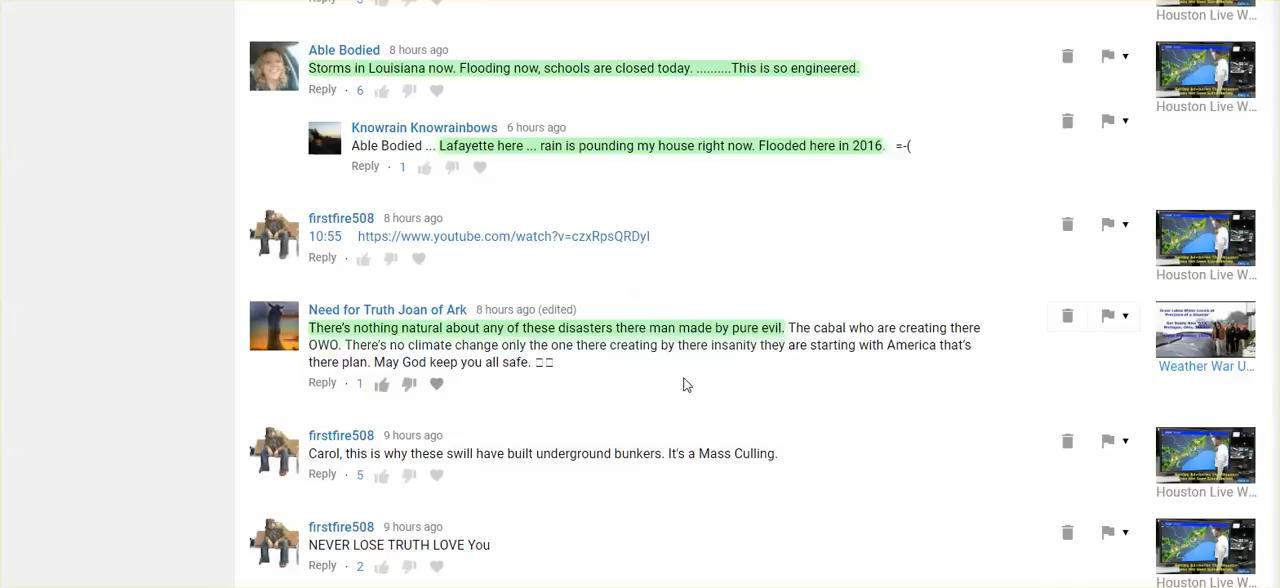 Reply · 3
Houston Live W...
Able Bodied 8 hours ago
Storms in Louisiana now. Flooding now, schools are closed today. ..........This is so engineered.
Reply · 6
Houston Live W...
Knowrain Knowrainbows 6 hours ago
Able Bodied ... Lafayette here ... rain is pounding my house right now. Flooded here in 2016. =-(
Reply · 1
firstfire508 8 hours ago
10:55 https://www.youtube.com/watch?v=czxRpsQRDyI
Reply ·
Houston Live W...
Need for Truth Joan of Ark 8 hours ago (edited)
There's nothing natural about any of these disasters there man made by pure evil. The cabal who are creating there
OWO. There's no climate change only the one there creating by there insanity they are starting with America that's
there plan. May God keep you all safe.
Reply · 1
Weather War U...
firstfire508 9 hours ago
Carol, this is why these swill have built underground bunkers. It's a Mass Culling.
Reply · 5
Houston Live W...
firstfire508 9 hours ago
NEVER LOSE TRUTH LOVE You
Reply · 2
Houston Live W...